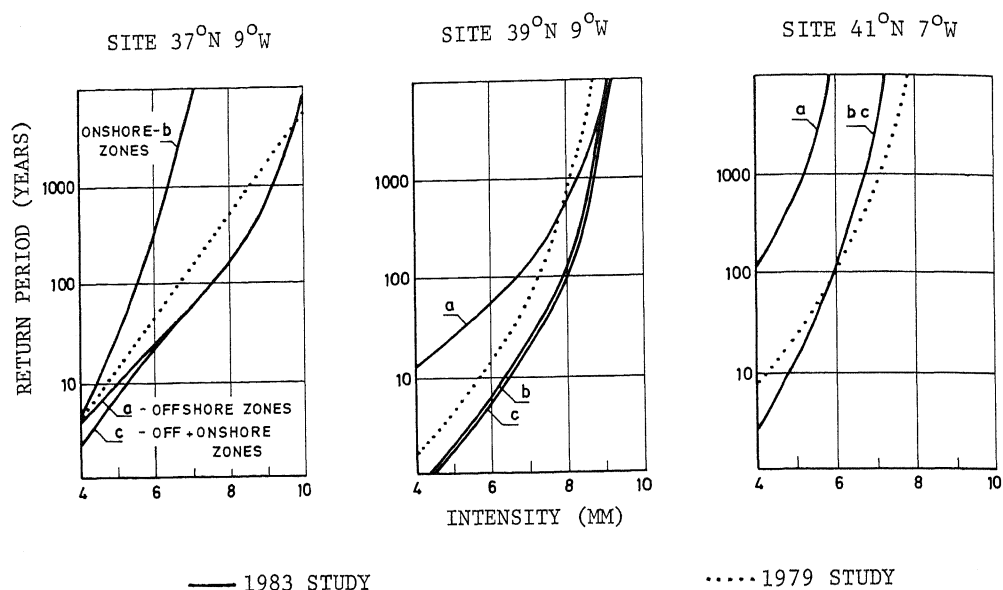 SITE 37°N 9°W
SITE 39°N 9°W
SITE 41°N 7°W
RETURN PERIOD (YEARS)
ONSHORE-b
ZONES
1000
100
10
a - OFFSHORE ZONES
c - OFF + ONSHORE
ZONES
4 6 8 10
1000
100
10
a
b
c
4 6 8 10
a
b c
1000
100
10
4 6 8 10
INTENSITY (MM)
1983 STUDY
1979 STUDY